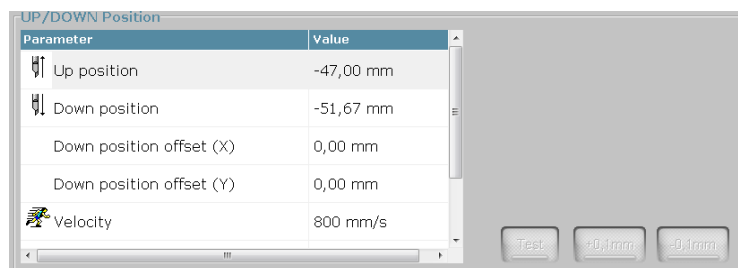 UP/DOWN Position
Parameter Value
Up position -47,00 mm
Down position -51,67 mm
Down position offset (X) 0,00 mm
Down position offset (Y) 0,00 mm
Velocity 800 mm/s
Test +0,1mm -0,1mm